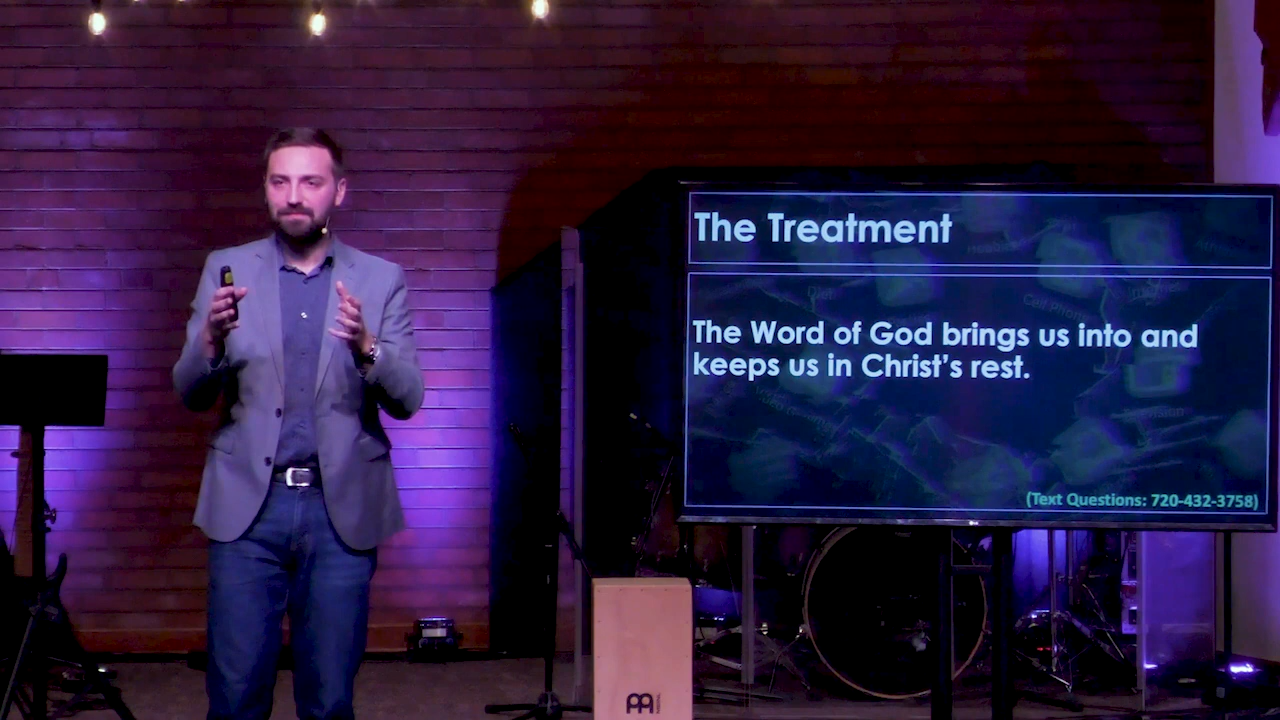 The Treatment
The Word of God brings us into and
keeps us in Christ's rest.
(Text Questions: 720-432-3758)